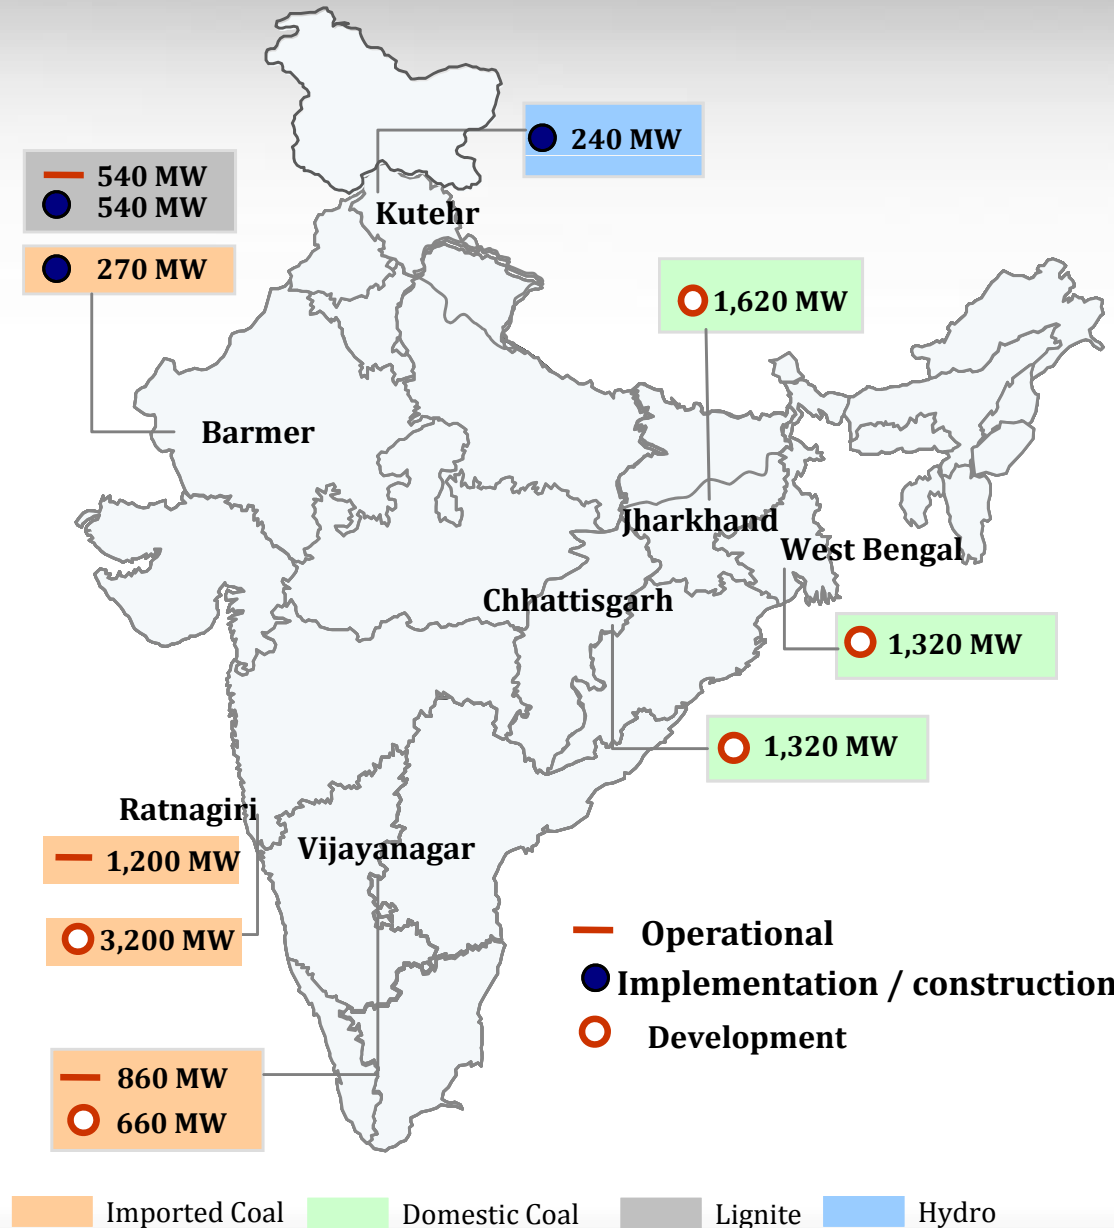 240 MW
540 MW
540 MW
Kutehr
270 MW
1,620 MW
Barmer
Jharkhand
West Bengal
Chhattisgarh
1,320 MW
1,320 MW
Ratnagiri
Vijayanagar
1,200 MW
3,200 MW
Operational
Implementation / construction
Development
860 MW
660 MW
Imported Coal
Domestic Coal
Lignite
Hydro